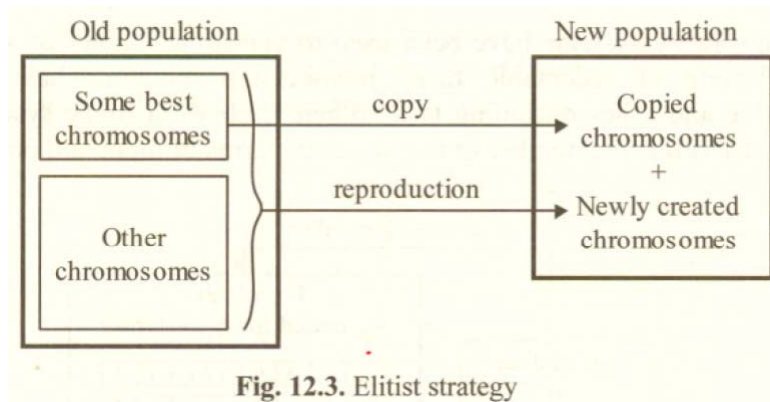 Old population
New population
Some best
chromosomes
copy
Copied
chromosomes
+
reproduction
Newly created
chromosomes
Other
chromosomes
Fig. 12.3. Elitist strategy